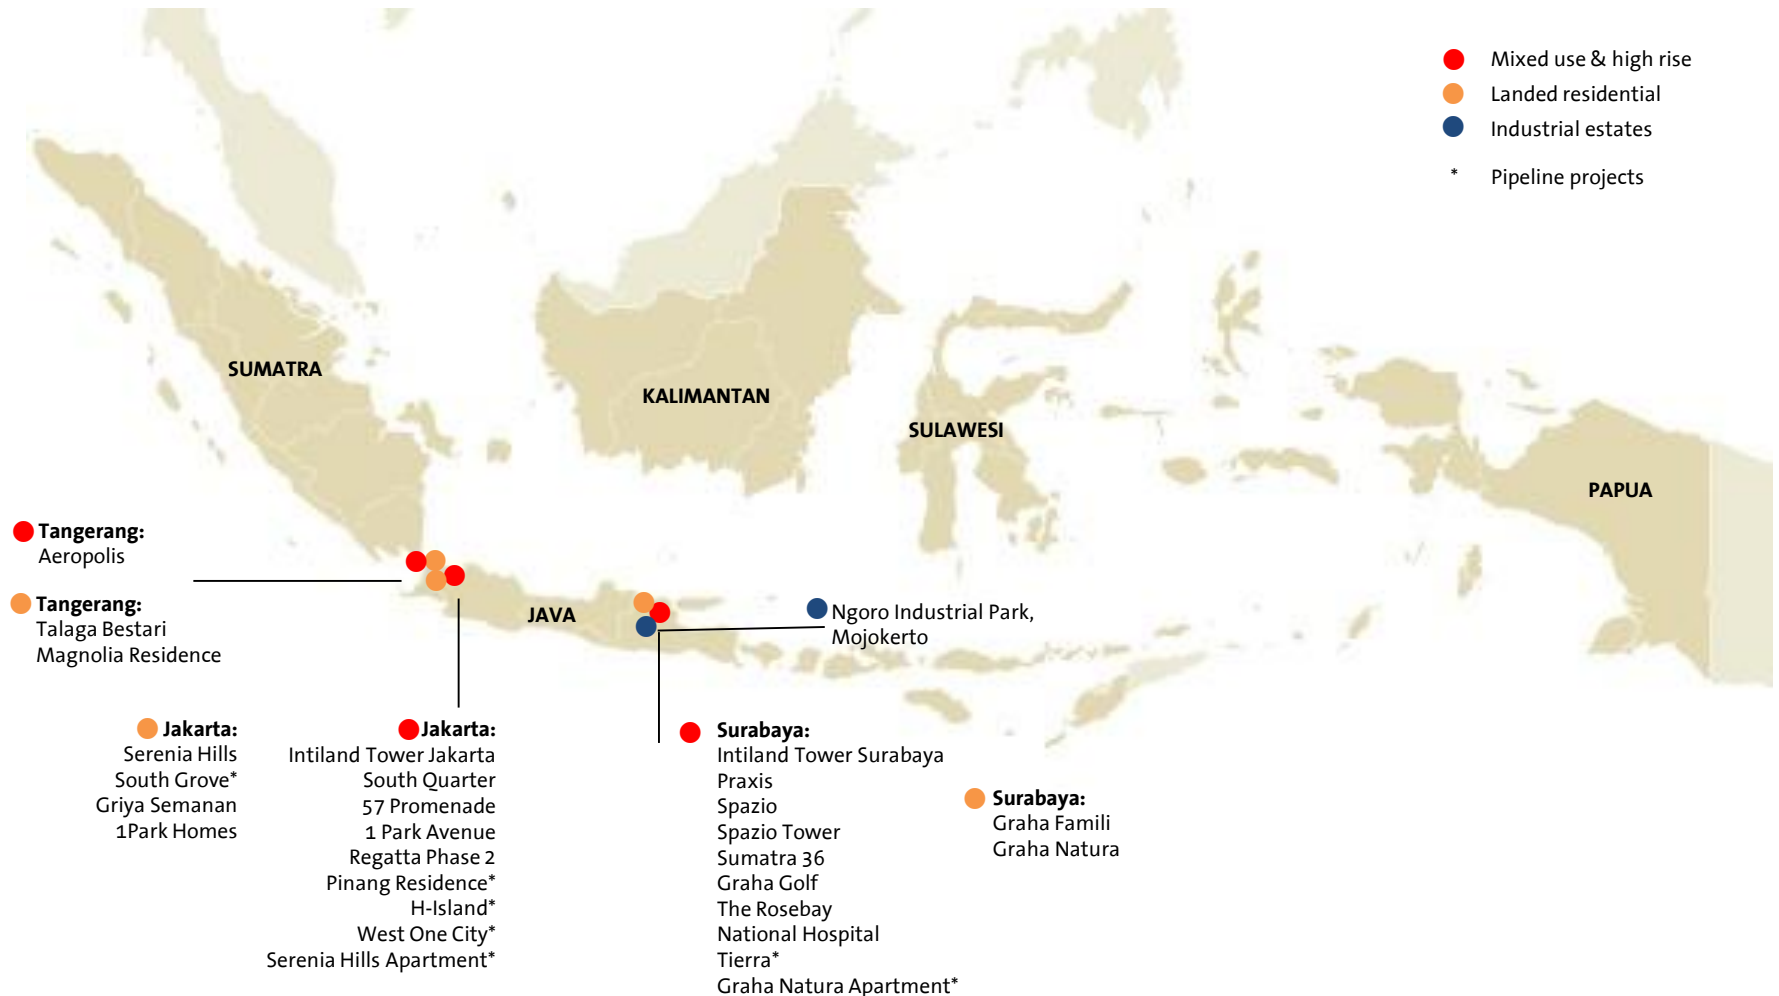 Mixed use & high rise
Landed residential
Industrial estates
* Pipeline projects
SUMATRA
KALIMANTAN
SULAWESI
PAPUA
JAVA
Tangerang:
Aeropolis
Tangerang:
Talaga Bestari
Magnolia Residence
Ngoro Industrial Park,
Mojokerto
Jakarta:
Serenia Hills
South Grove*
Griya Semanan
1Park Homes
Jakarta:
Intiland Tower Jakarta
South Quarter
57 Promenade
1 Park Avenue
Regatta Phase 2
Pinang Residence*
H-Island*
West One City*
Serenia Hills Apartment*
Surabaya:
Intiland Tower Surabaya
Praxis
Spazio
Spazio Tower
Sumatra 36
Graha Golf
The Rosebay
National Hospital
Tierra*
Graha Natura Apartment*
Surabaya:
Graha Famili
Graha Natura